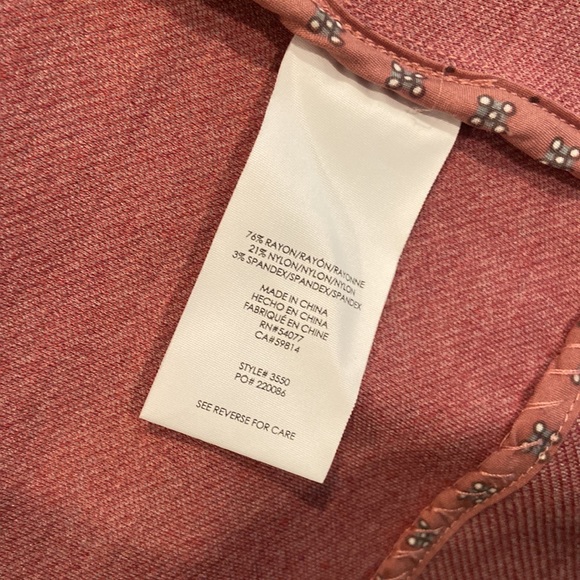 76% RAYON/RAYÓN/RAYONNE
21% NYLON/NYLON/NYLON
3% SPANDEX/SPANDEX/SPANDEX
MADE IN CHINA
HECHO EN CHINA
FABRIQUÉ EN CHINE
RN#54077
CA#59814
STYLE# 3550
PO# 220086
SEE REVERSE FOR CARE